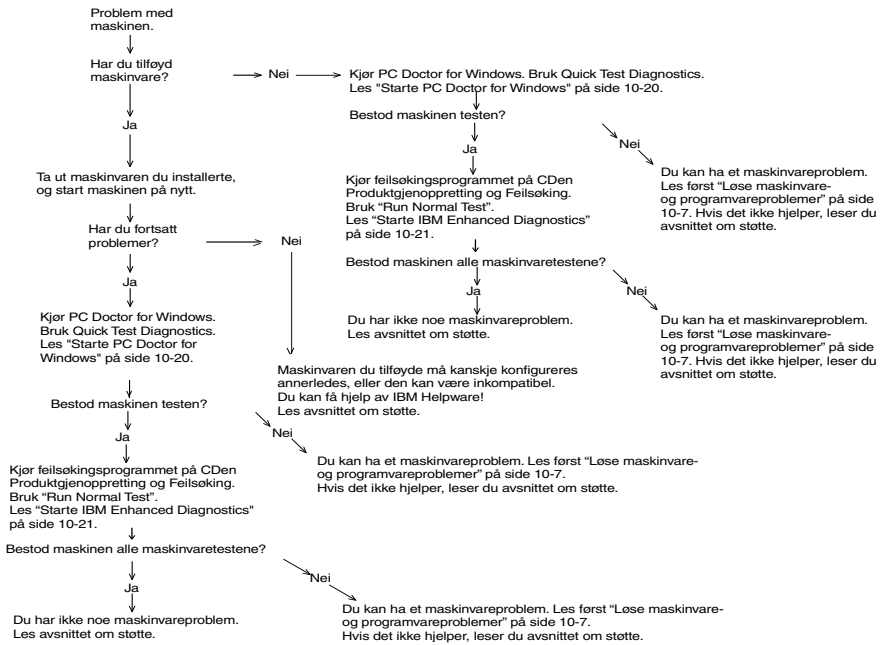 Problem med
maskinen.
Har du tilføyd
maskinvare?
Nei
Kjør PC Doctor for Windows. Bruk Quick Test Diagnostics.
Les "Starte PC Doctor for Windows" på side 10-20.
Bestod maskinen testen?
Nei
Du kan ha et maskinvareproblem.
Les først “Løse maskinvare-
og programvareproblemer” på side
10-7. Hvis det ikke hjelper, leser du
avsnittet om støtte.
Ja
Kjør feilsøkingsprogrammet på CDen
Produktgjenoppretting og Feilsøking.
Bruk “Run Normal Test”.
Les “Starte IBM Enhanced Diagnostics”
på side 10-21.
Bestod maskinen alle maskinvaretestene?
Nei
Du kan ha et maskinvareproblem.
Les først “Løse maskinvare-
og programvareproblemer” på side
10-7. Hvis det ikke hjelper, leser du
avsnittet om støtte.
Ja
Du har ikke noe maskinvareproblem.
Les avsnittet om støtte.
Ja
Ta ut maskinvaren du installerte,
og start maskinen på nytt.
Har du fortsatt
problemer?
Nei
Maskinvaren du tilføyde må kanskje konfigureres
annerledes, eller den kan være inkompatibel.
Du kan få hjelp av IBM Helpware!
Les avsnittet om støtte.
Ja
Kjør PC Doctor for Windows.
Bruk Quick Test Diagnostics.
Les "Starte PC Doctor for
Windows" på side 10-20.
Bestod maskinen testen?
Nei
Du kan ha et maskinvareproblem. Les først “Løse maskinvare-
og programvareproblemer” på side 10-7.
Hvis det ikke hjelper, leser du avsnittet om støtte.
Ja
Kjør feilsøkingsprogrammet på CDen
Produktgjenoppretting og Feilsøking.
Bruk “Run Normal Test”.
Les “Starte IBM Enhanced Diagnostics"
på side 10-21.
Bestod maskinen alle maskinvaretestene?
Nei
Du kan ha et maskinvareproblem. Les først “Løse maskinvare-
og programvareproblemer” på side 10-7.
Hvis det ikke hjelper, leser du avsnittet om støtte.
Ja
Du har ikke noe maskinvareproblem.
Les avsnittet om støtte.